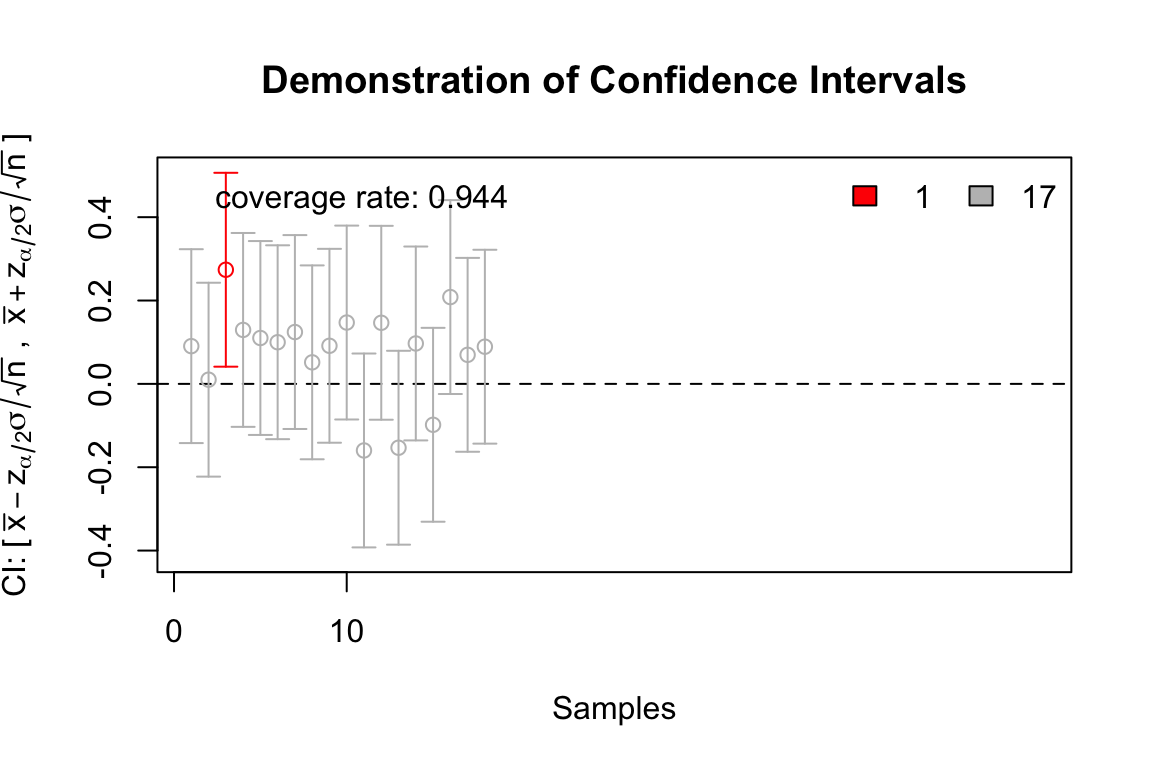 Demonstration of Confidence Intervals
CI: [ x̅ − zα/2σ/√n , x̅ + zα/2σ/√n ]
coverage rate: 0.944
1
17
0.4
0.2
0.0
-0.2
-0.4
0
10
Samples